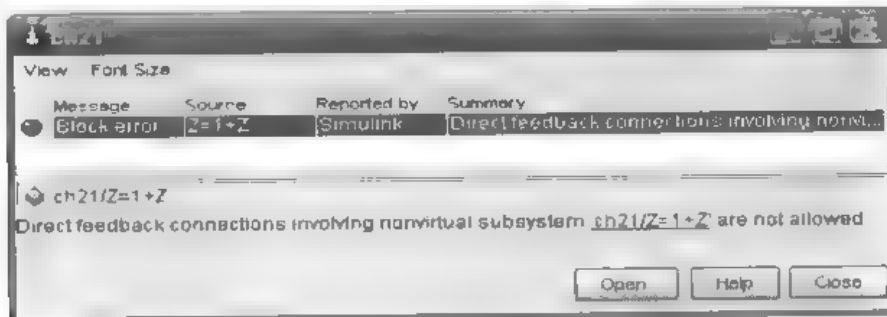 ch21
View Font Size
Message Source Reported by Summary
Block error Z=1+Z Simulink Direct feedback connections involving nonvi...
ch21/Z=1+Z
Direct feedback connections involving nonvirtual subsystem 'ch21/Z=1+Z' are not allowed
Open Help Close